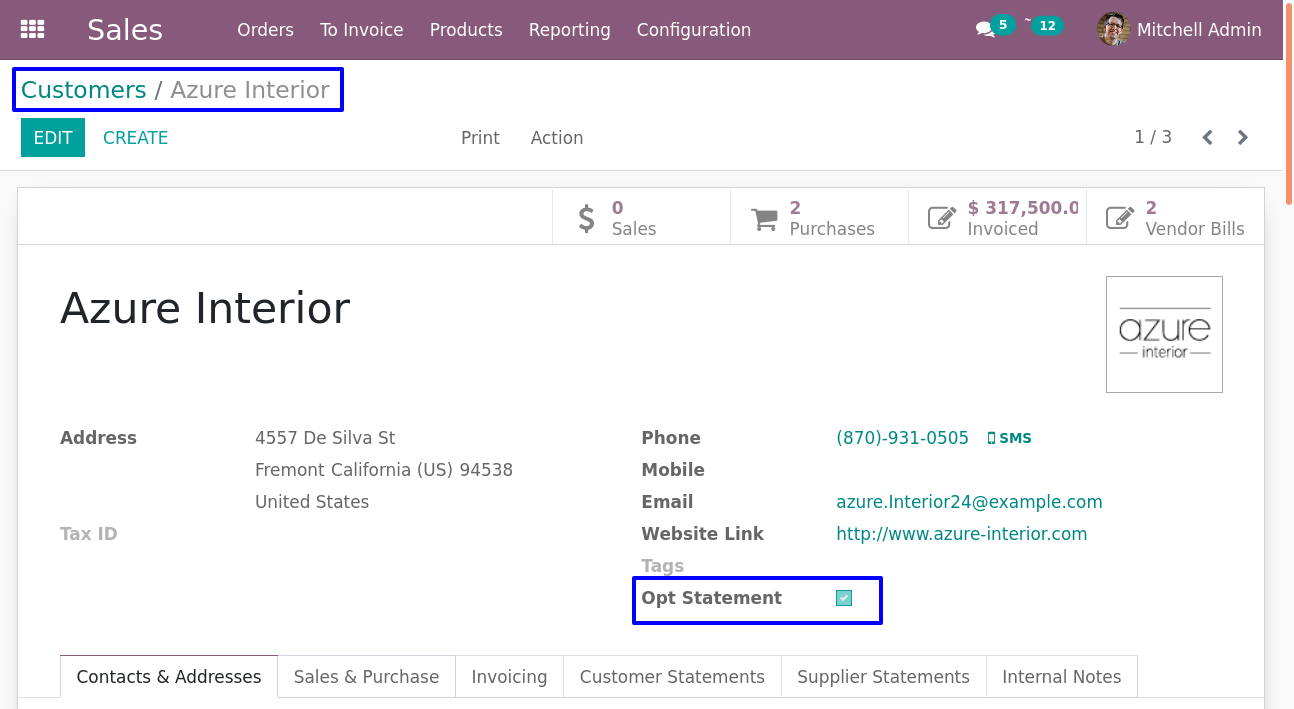 Sales Orders To Invoice Products Reporting Configuration 5 12 Mitchell Admin
Customers / Azure Interior
EDIT CREATE Print Action 1 / 3
0 2 $ 317,500.0 2
Sales Purchases Invoiced Vendor Bills
Azure Interior
azure
interior
Address 4557 De Silva St Phone (870)-931-0505 SMS
Fremont California (US) 94538 Mobile
United States Email azure.Interior24@example.com
Tax ID Website Link http://www.azure-interior.com
Tags
Opt Statement
Contacts & Addresses Sales & Purchase Invoicing Customer Statements Supplier Statements Internal Notes